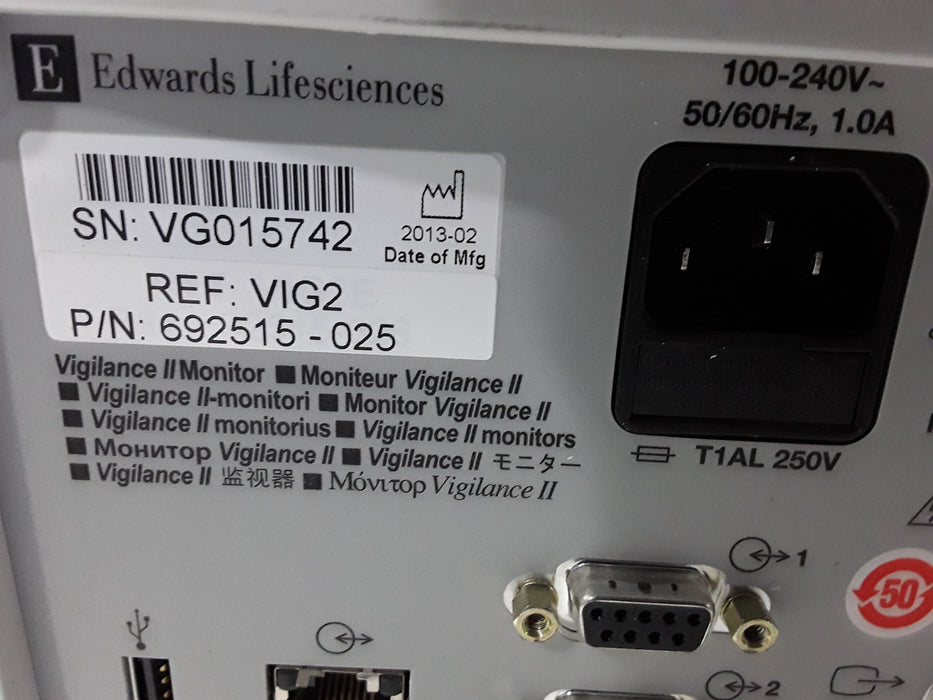 E Edwards Lifesciences
100-240V~
50/60Hz, 1.0A
SN: VG015742
2013-02
Date of Mfg
REF: VIG2
P/N: 692515 - 025
Vigilance II Monitor ■ Moniteur Vigilance II
■ Vigilance II-monitori ■ Monitor Vigilance II
■ Vigilance II monitorius ■ Vigilance II monitors
■ Монитор Vigilance II ■ Vigilance II モニター
■ Vigilance II 监视器 ■ Μόνιτορ Vigilance II
T1AL 250V
1
50
2